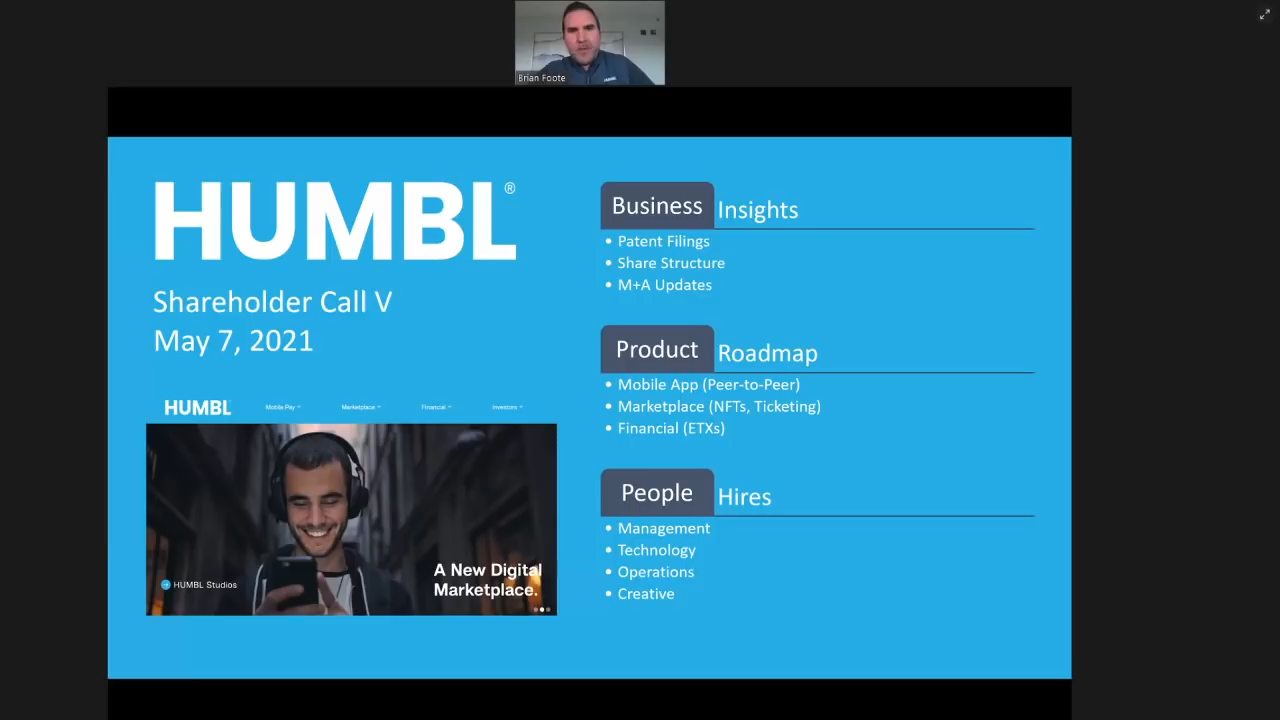 Brian Foote
HUMBL
HUMBL®
Shareholder Call V
May 7, 2021
HUMBL
Mobile Pay
Marketplace
Financial
Investors
HUMBL Studios
A New Digital
Marketplace.
Business Insights
• Patent Filings
• Share Structure
• M+A Updates
Product Roadmap
• Mobile App (Peer-to-Peer)
• Marketplace (NFTs, Ticketing)
• Financial (ETXs)
People Hires
• Management
• Technology
• Operations
• Creative